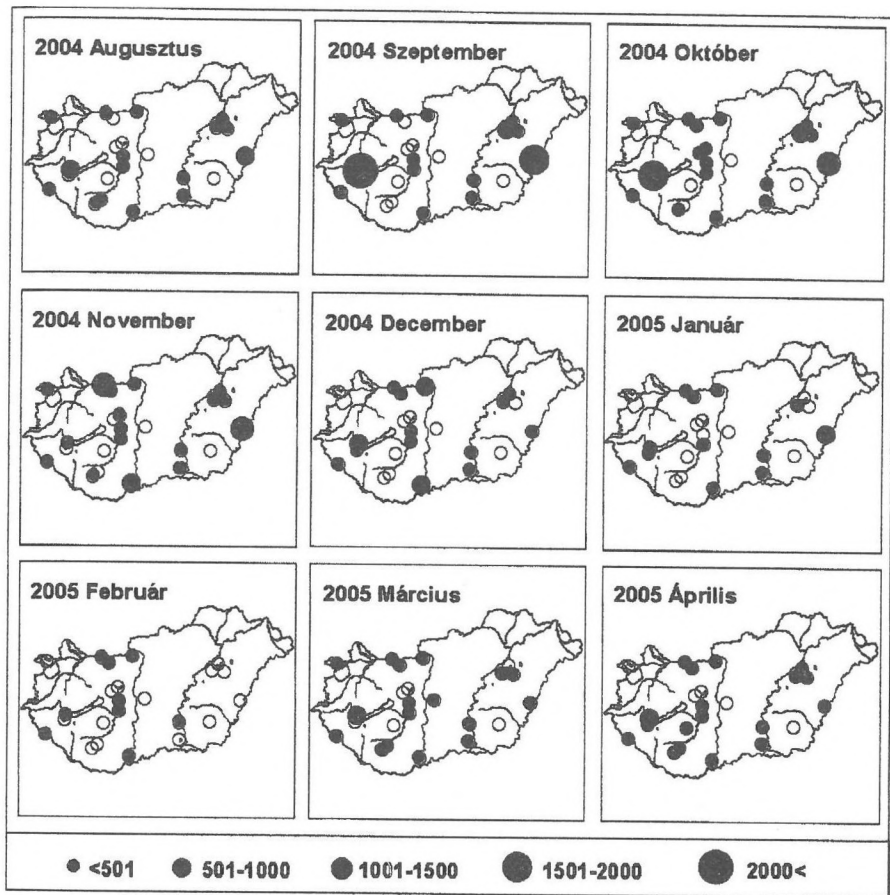 2004 Augusztus
2004 Szeptember
2004 Október
2004 November
2004 December
2005 Január
2005 Február
2005 Március
2005 Április
<501 501-1000 1001-1500 1501-2000 2000<